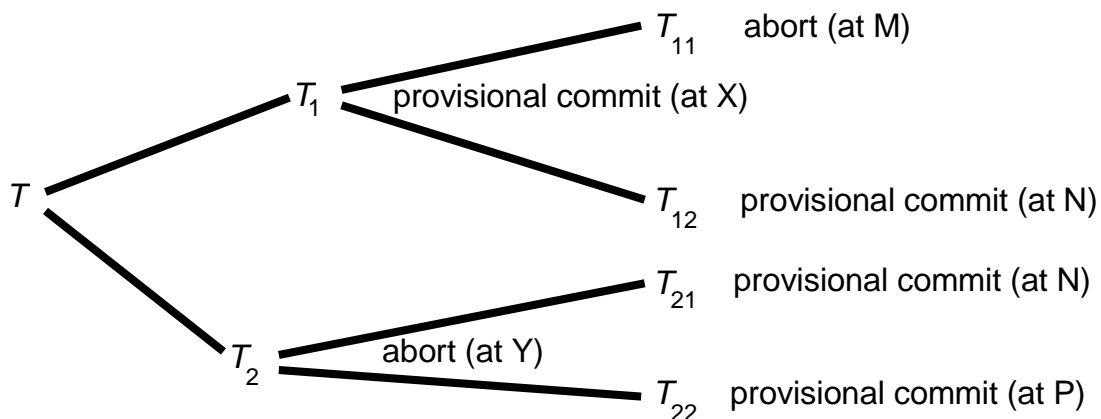 T11 abort (at M)
T1 provisional commit (at X)
T T12 provisional commit (at N)
T21 provisional commit (at N)
T2 abort (at Y)
T22 provisional commit (at P)